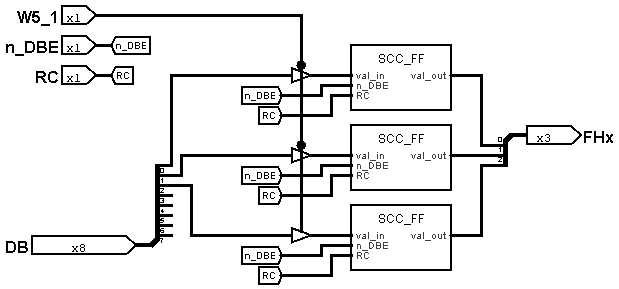 W5_1 x1
n_DBE x1 n_DBE
RC x1 RC
SCC_FF
val_in val_out
n_DBE n_DBE
RC RC
SCC_FF
val_in val_out
n_DBE n_DBE
RC RC
SCC_FF
val_in val_out
n_DBE n_DBE
RC RC
0
1
2
3
4
5
6
7
DB x8
0
1
2
x3 FHx